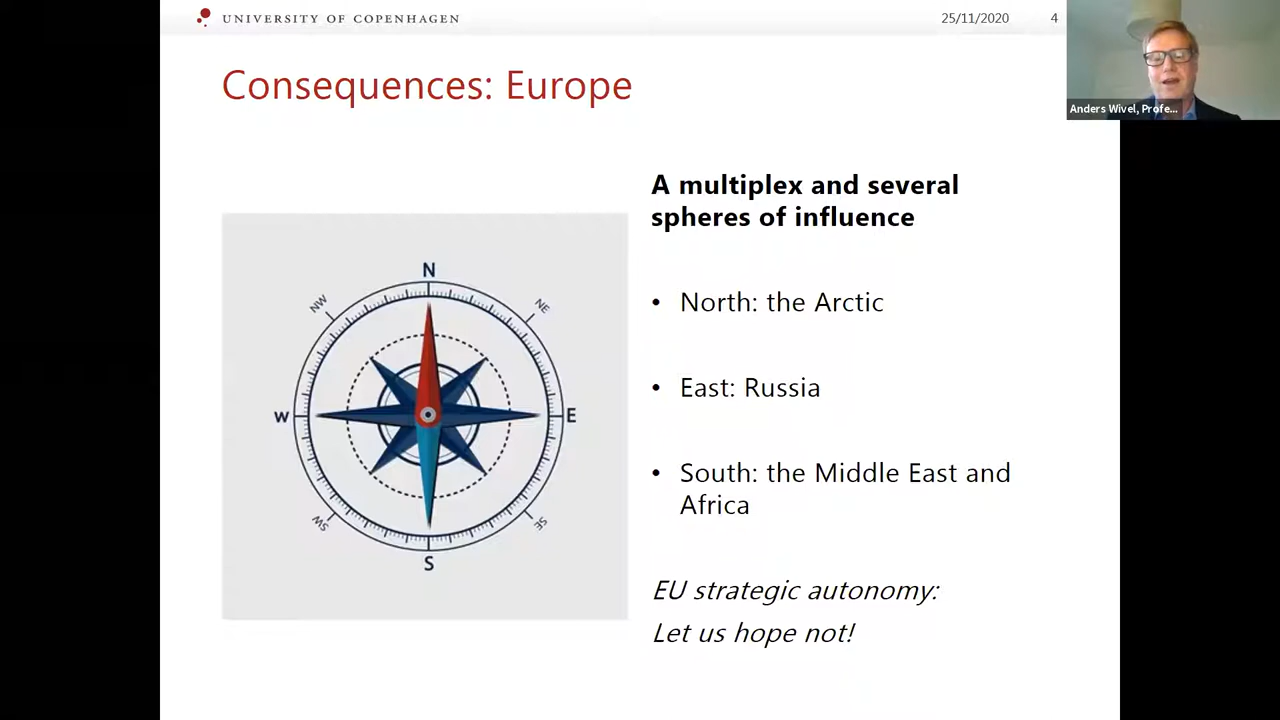 UNIVERSITY OF COPENHAGEN
25/11/2020
4
Anders Wivel, Profe...
Consequences: Europe
A multiplex and several
spheres of influence
• North: the Arctic
• East: Russia
• South: the Middle East and
Africa
EU strategic autonomy:
Let us hope not!
N
NW
NE
W
E
SW
SE
S